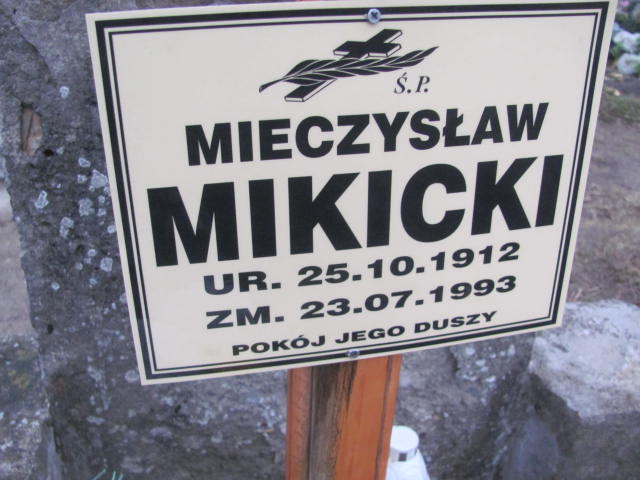 Ś.P.
MIECZYSŁAW
MIKICKI
UR. 25.10.1912
ZM. 23.07.1993
POKÓJ JEGO DUSZY